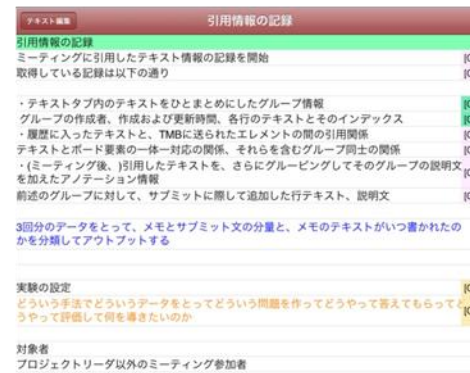 テキスト編集
引用情報の記録
引用情報の記録
ミーティングに引用したテキスト情報の記録を開始
取得している記録は以下の通り
・テキストタブ内のテキストをひとまとめにしたグループ情報
グループの作成者、作成および更新時間、各行のテキストとそのインデックス
・履歴に入ったテキストと、TMBに送られたエレメントの間の引用関係
テキストとボード要素の一体一対応の関係、それらを含むグループ同士の関係
・(ミーティング後、)引用したテキストを、さらにグルーピングしてそのグループの説明文
を加えたアノテーション情報
前述のグループに対して、サブミットに際して追加した行テキスト、説明文
3回分のデータをとって、メモとサブミット文の分量と、メモのテキストがいつ書かれたの
かを分類してアウトプットする
実験の設定
どういう手法でどういうデータをとってどういう問題を作ってどうやって答えてもらってど
うやって評価して何を導きたいのか
対象者
プロジェクトリーダ以外のミーティング参加者